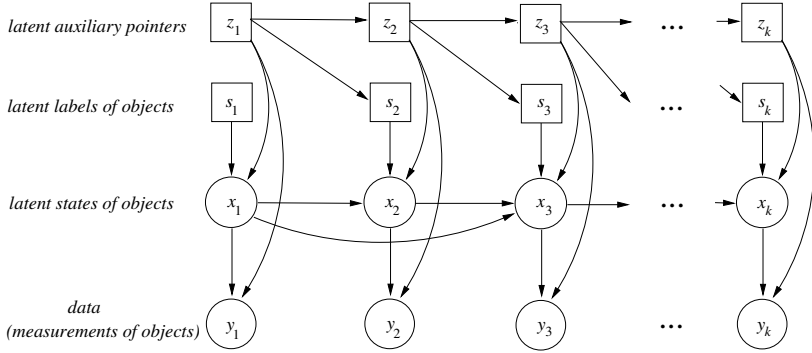 latent auxiliary pointers z₁ z₂ z₃ ... zₖ
latent labels of objects s₁ s₂ s₃ ... sₖ
latent states of objects x₁ x₂ x₃ ... xₖ
data
(measurements of objects) y₁ y₂ y₃ ... yₖ